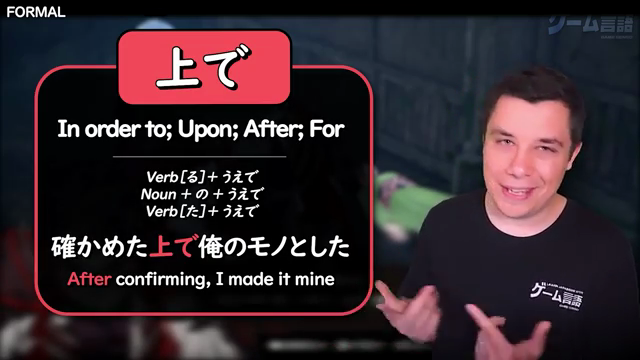 FORMAL
ゲーム言語
上で
In order to; Upon; After; For
Verb[る]+うえで
Noun + の + うえで
Verb[た]+うえで
確かめた上で俺のモノとした
After confirming, I made it mine
ゲーム言語